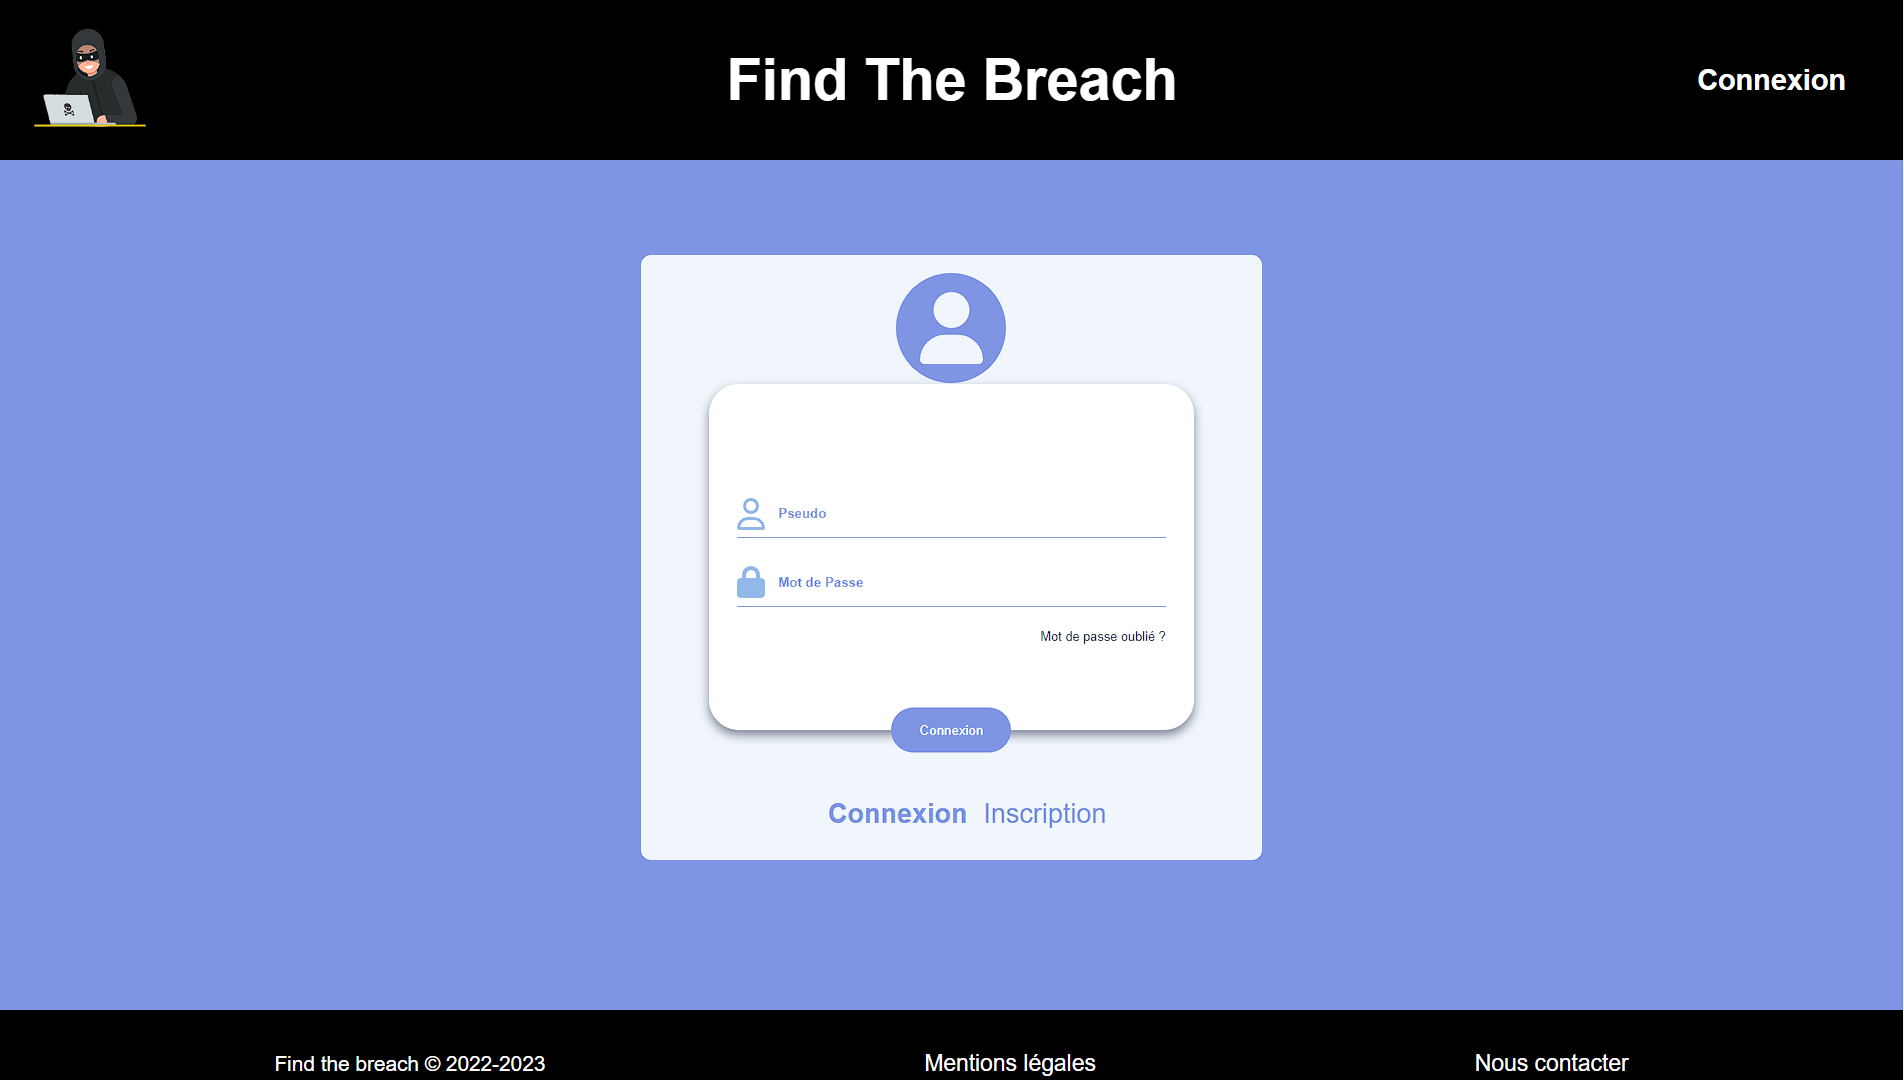 Find The Breach
Connexion
Pseudo
Mot de Passe
Mot de passe oublié ?
Connexion
Connexion Inscription
Find the breach © 2022-2023
Mentions légales
Nous contacter